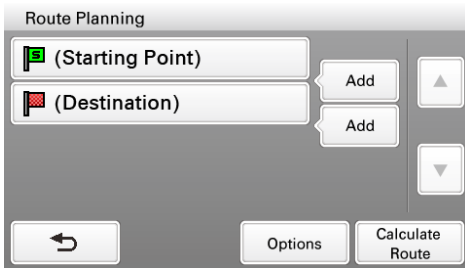 Route Planning
S (Starting Point)
Add
(Destination)
Add
Options
Calculate
Route